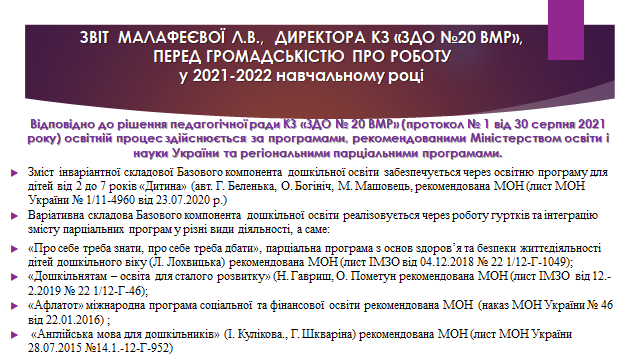 ЗВІТ МАЛАФЕЄВОЇ Л.В., ДИРЕКТОРА КЗ «ЗДО №20 ВМР»,
ПЕРЕД ГРОМАДСЬКІСТЮ ПРО РОБОТУ
у 2021-2022 навчальному році
Відповідно до рішення педагогічної ради КЗ «ЗДО № 20 ВМР» (протокол № 1 від 30 серпня 2021
року) освітній процес здійснюється за програмами, рекомендованими Міністерством освіти і
науки України та регіональними парціальними програмами.
Зміст інваріантної складової Базового компонента дошкільної освіти забезпечується через освітню програму для
дітей від 2 до 7 років «Дитина» (авт. Г. Беленька, О. Богініч, М. Машовець, рекомендована МОН (лист МОН
України № 1/11-4960 від 23.07.2020 р.)
Варіативна складова Базового компонента дошкільної освіти реалізовується через роботу гуртків та інтеграцію
змісту парціальних програм у різні види діяльності, а саме:
«Про себе треба знати, про себе треба дбати», парціальна програма з основ здоров’я та безпеки життєдіяльності
дітей дошкільного віку (Л. Лохвицька) рекомендована МОН (лист ІМЗО від 04.12.2018 № 22 1/12-Г-1049);
«Дошкільнятам – освіта для сталого розвитку» (Н. Гавриш, О. Пометун рекомендована МОН (лист ІМЗО від 12.-
2.2019 № 22 1/12-Г-46);
«Афлатот» міжнародна програма соціальної та фінансової освіти рекомендована МОН (наказ МОН України № 46
від 22.01.2016) ;
«Англійська мова для дошкільників» (І. Кулікова., Г. Шкваріна) рекомендована МОН (лист МОН України
28.07.2015 №14.1.-12-Г-952)